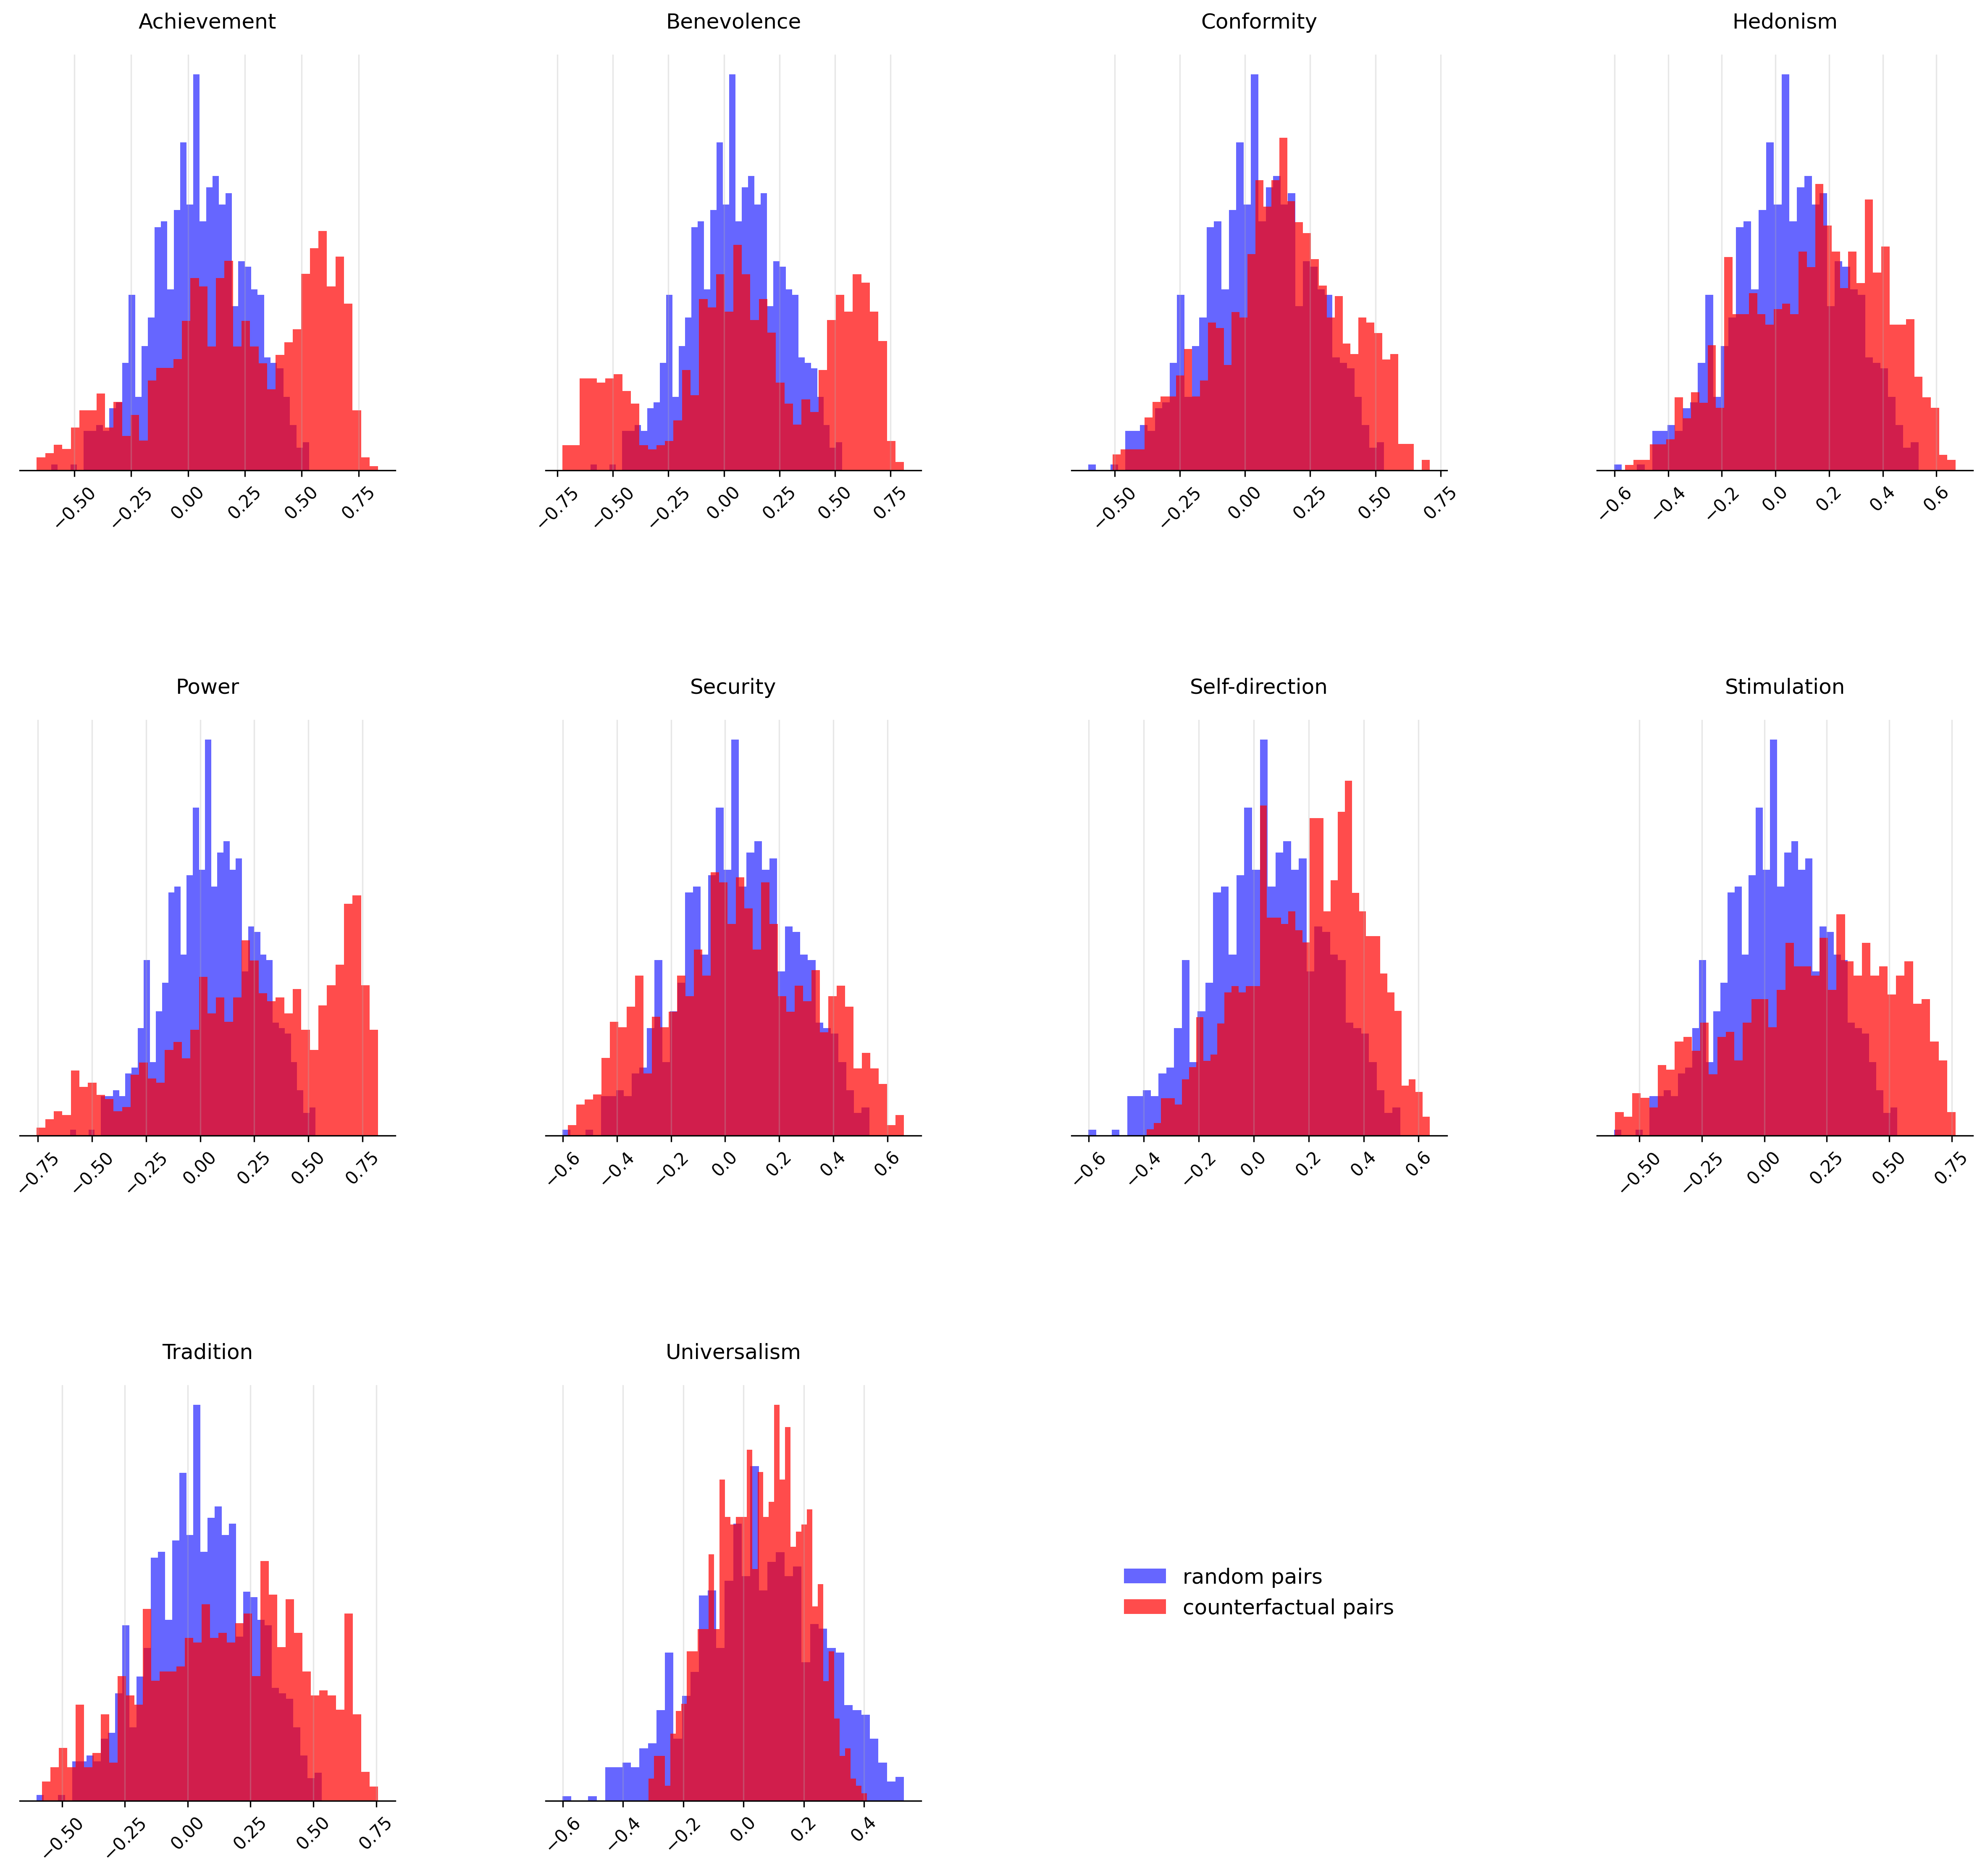 Achievement
Benevolence
Conformity
Hedonism
−0.50 −0.25 0.00 0.25 0.50 0.75
−0.75 −0.50 −0.25 0.00 0.25 0.50 0.75
−0.50 −0.25 0.00 0.25 0.50 0.75
−0.6 −0.4 −0.2 0.0 0.2 0.4 0.6
Power
Security
Self-direction
Stimulation
−0.75 −0.50 −0.25 0.00 0.25 0.50 0.75
−0.6 −0.4 −0.2 0.0 0.2 0.4 0.6
−0.6 −0.4 −0.2 0.0 0.2 0.4 0.6
−0.50 −0.25 0.00 0.25 0.50 0.75
Tradition
Universalism
random pairs
counterfactual pairs
−0.50 −0.25 0.00 0.25 0.50 0.75
−0.6 −0.4 −0.2 0.0 0.2 0.4